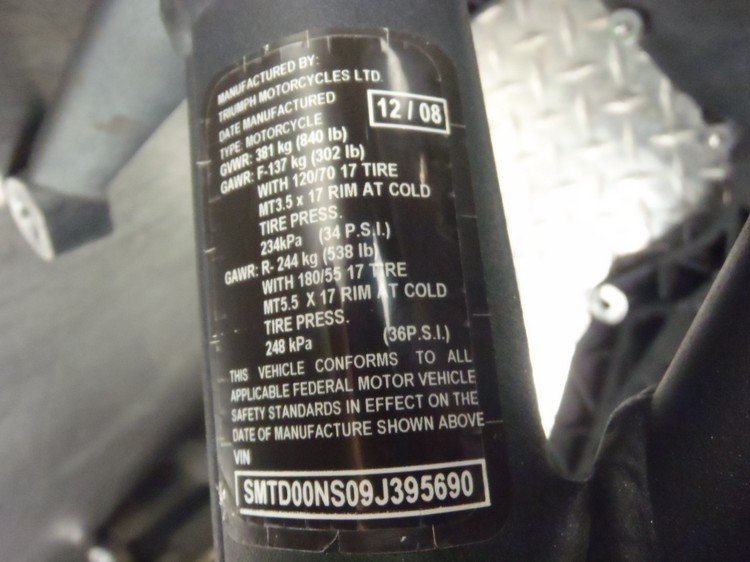 MANUFACTURED BY:
TRIUMPH MOTORCYCLES LTD.
DATE MANUFACTURED 12 / 08
TYPE: MOTORCYCLE
GVWR: 381 kg (840 lb)
GAWR: F-137 kg (302 lb)
WITH 120/70 17 TIRE
MT3.5 x 17 RIM AT COLD
TIRE PRESS.
234kPa (34 P.S.I.)
GAWR: R- 244 kg (538 lb)
WITH 180/55 17 TIRE
MT5.5 X 17 RIM AT COLD
TIRE PRESS.
248 kPa (36P.S.I.)
THIS VEHICLE CONFORMS TO ALL
APPLICABLE FEDERAL MOTOR VEHICLE
SAFETY STANDARDS IN EFFECT ON THE
DATE OF MANUFACTURE SHOWN ABOVE
VIN
SMTD00NS09J395690